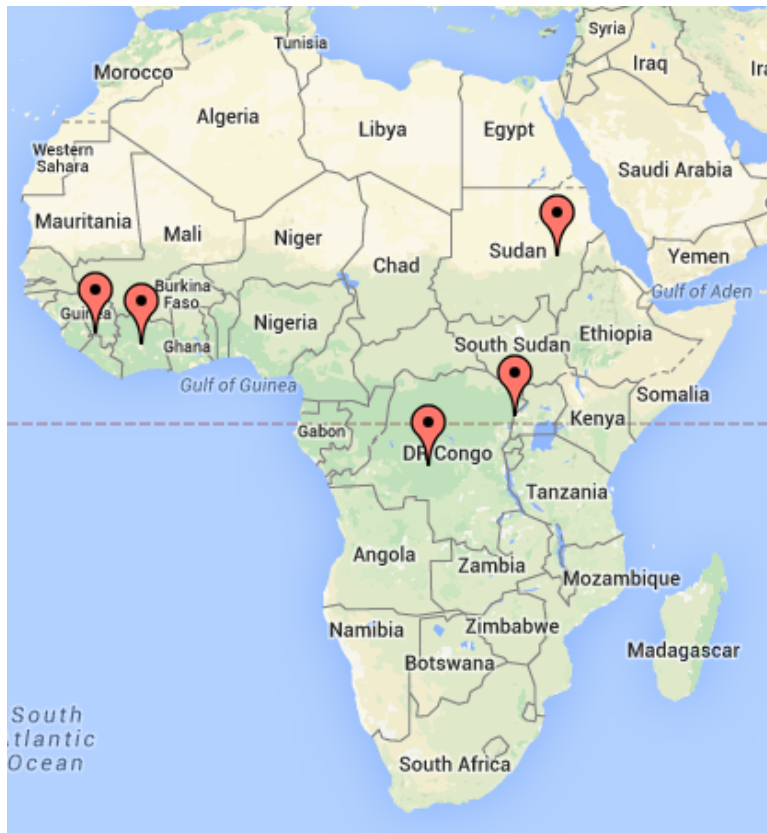 Tunisia
Syria
Morocco
Iraq
Ira
Algeria
Libya
Egypt
Western
Sahara
Saudi Arabia
Mauritania
Mali
Niger
Chad
Sudan
Yemen
Burkina
Faso
Gulf of Aden
Guinea
Nigeria
Ethiopia
Ghana
South Sudan
Gulf of Guinea
Somalia
Kenya
Gabon
DR Congo
Tanzania
Angola
Zambia
Mozambique
Namibia
Zimbabwe
Madagascar
Botswana
South
Atlantic
Ocean
South Africa